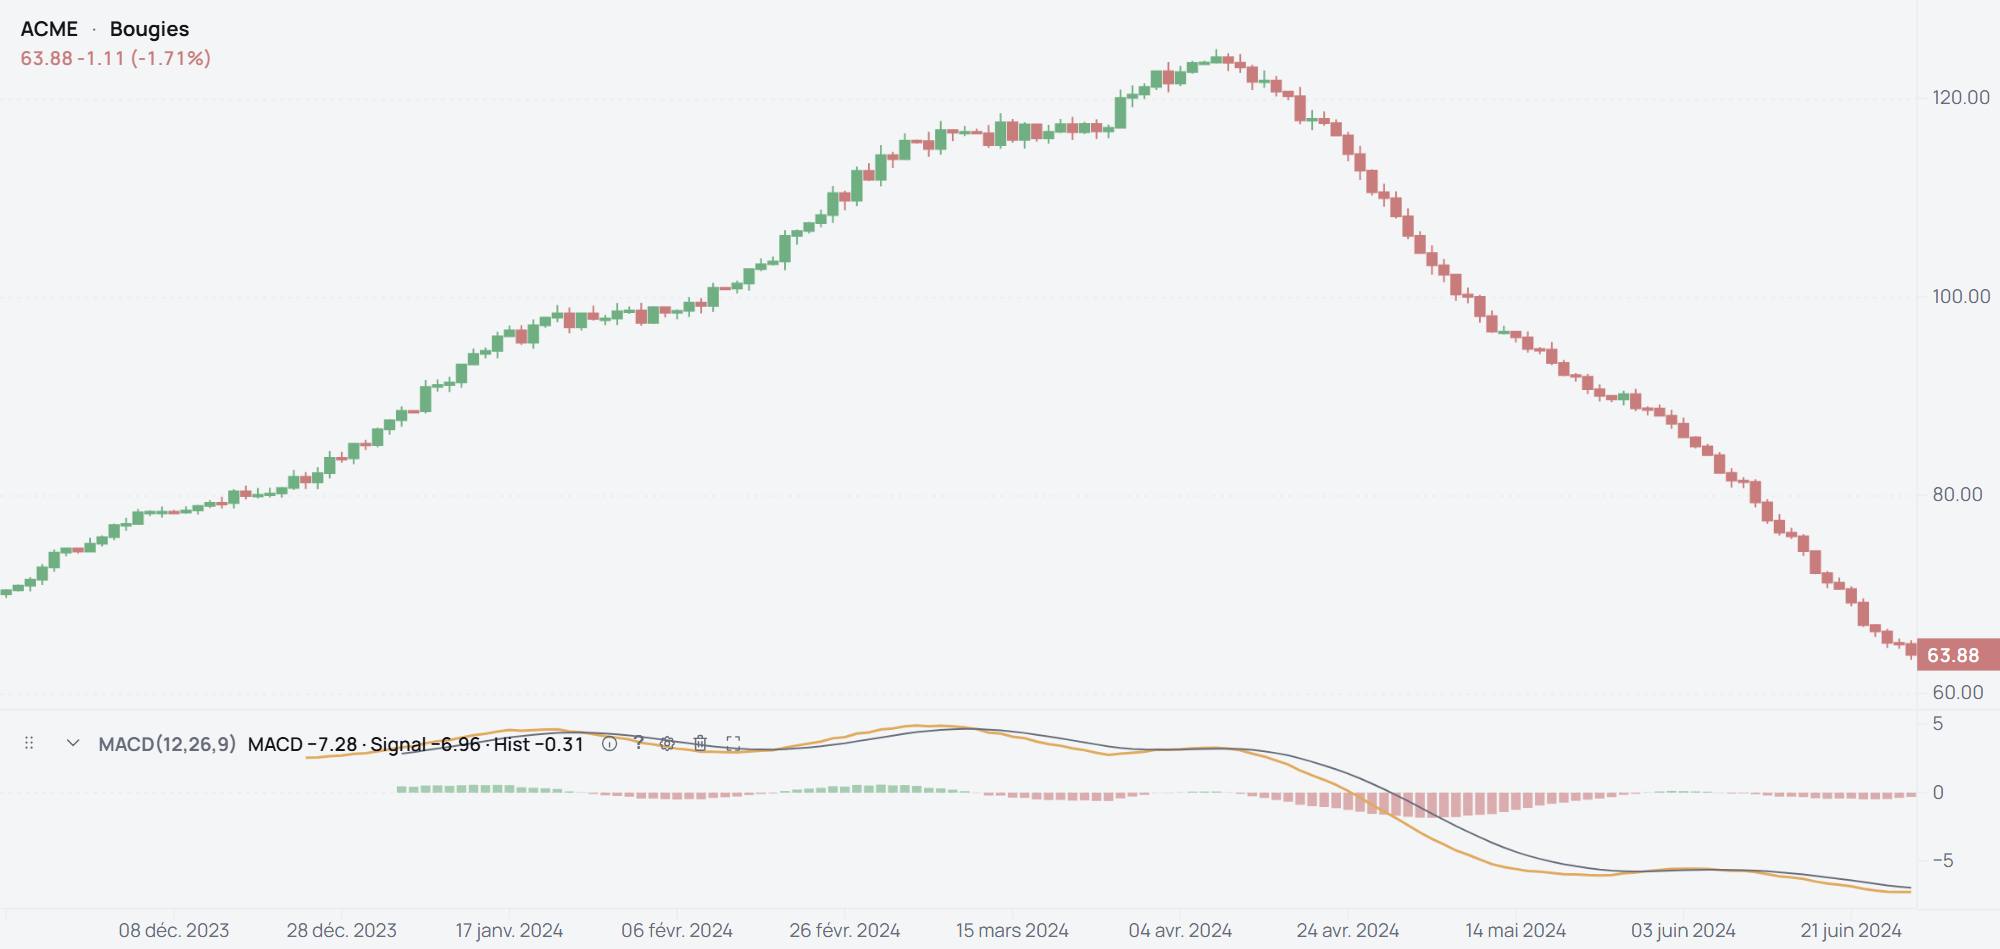 ACME · Bougies
63.88 -1.11 (-1.71%)
120.00
100.00
80.00
63.88
60.00
MACD(12,26,9) MACD −7.28 · Signal −6.96 · Hist −0.31 ?
5
0
−5
08 déc. 2023 28 déc. 2023 17 janv. 2024 06 févr. 2024 26 févr. 2024 15 mars 2024 04 avr. 2024 24 avr. 2024 14 mai 2024 03 juin 2024 21 juin 2024